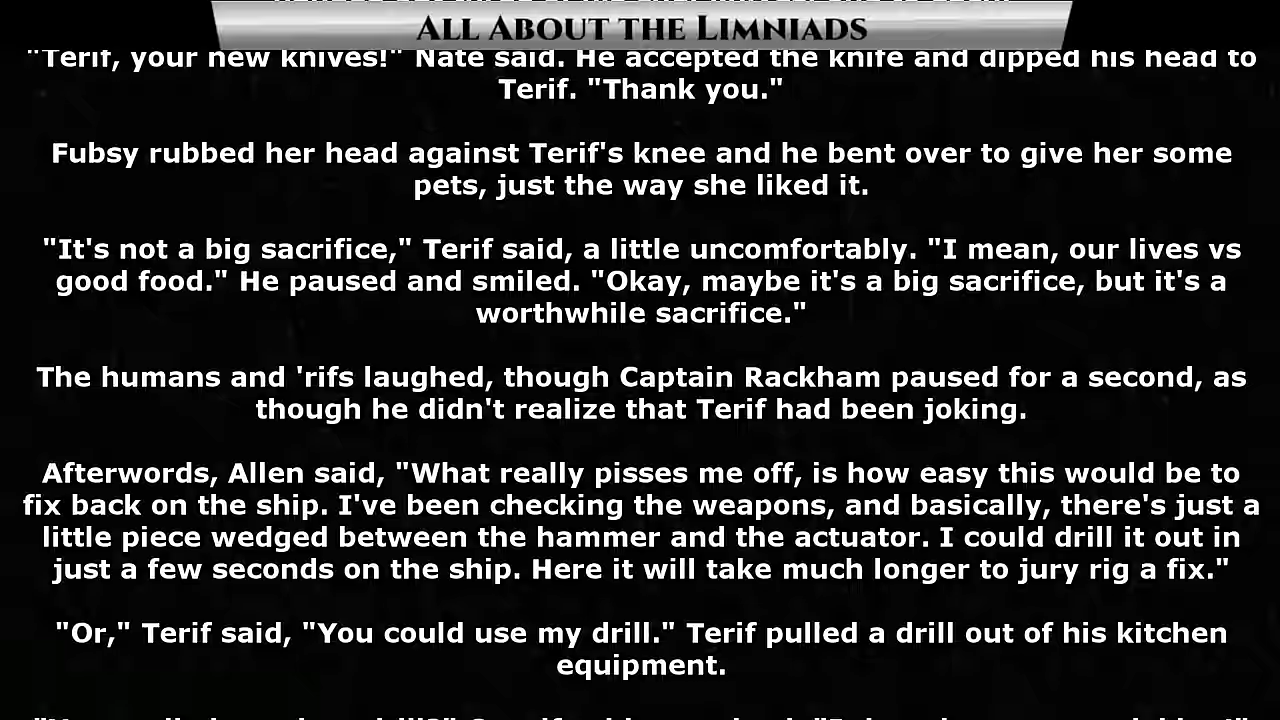 All About the Limniads
"Terif, your new knives!" Nate said. He accepted the knife and dipped his head to
Terif. "Thank you."
Fubsy rubbed her head against Terif's knee and he bent over to give her some
pets, just the way she liked it.
"It's not a big sacrifice," Terif said, a little uncomfortably. "I mean, our lives vs
good food." He paused and smiled. "Okay, maybe it's a big sacrifice, but it's a
worthwhile sacrifice."
The humans and 'rifs laughed, though Captain Rackham paused for a second, as
though he didn't realize that Terif had been joking.
Afterwords, Allen said, "What really pisses me off, is how easy this would be to
fix back on the ship. I've been checking the weapons, and basically, there's just a
little piece wedged between the hammer and the actuator. I could drill it out in
just a few seconds on the ship. Here it will take much longer to jury rig a fix."
"Or," Terif said, "You could use my drill." Terif pulled a drill out of his kitchen
equipment.